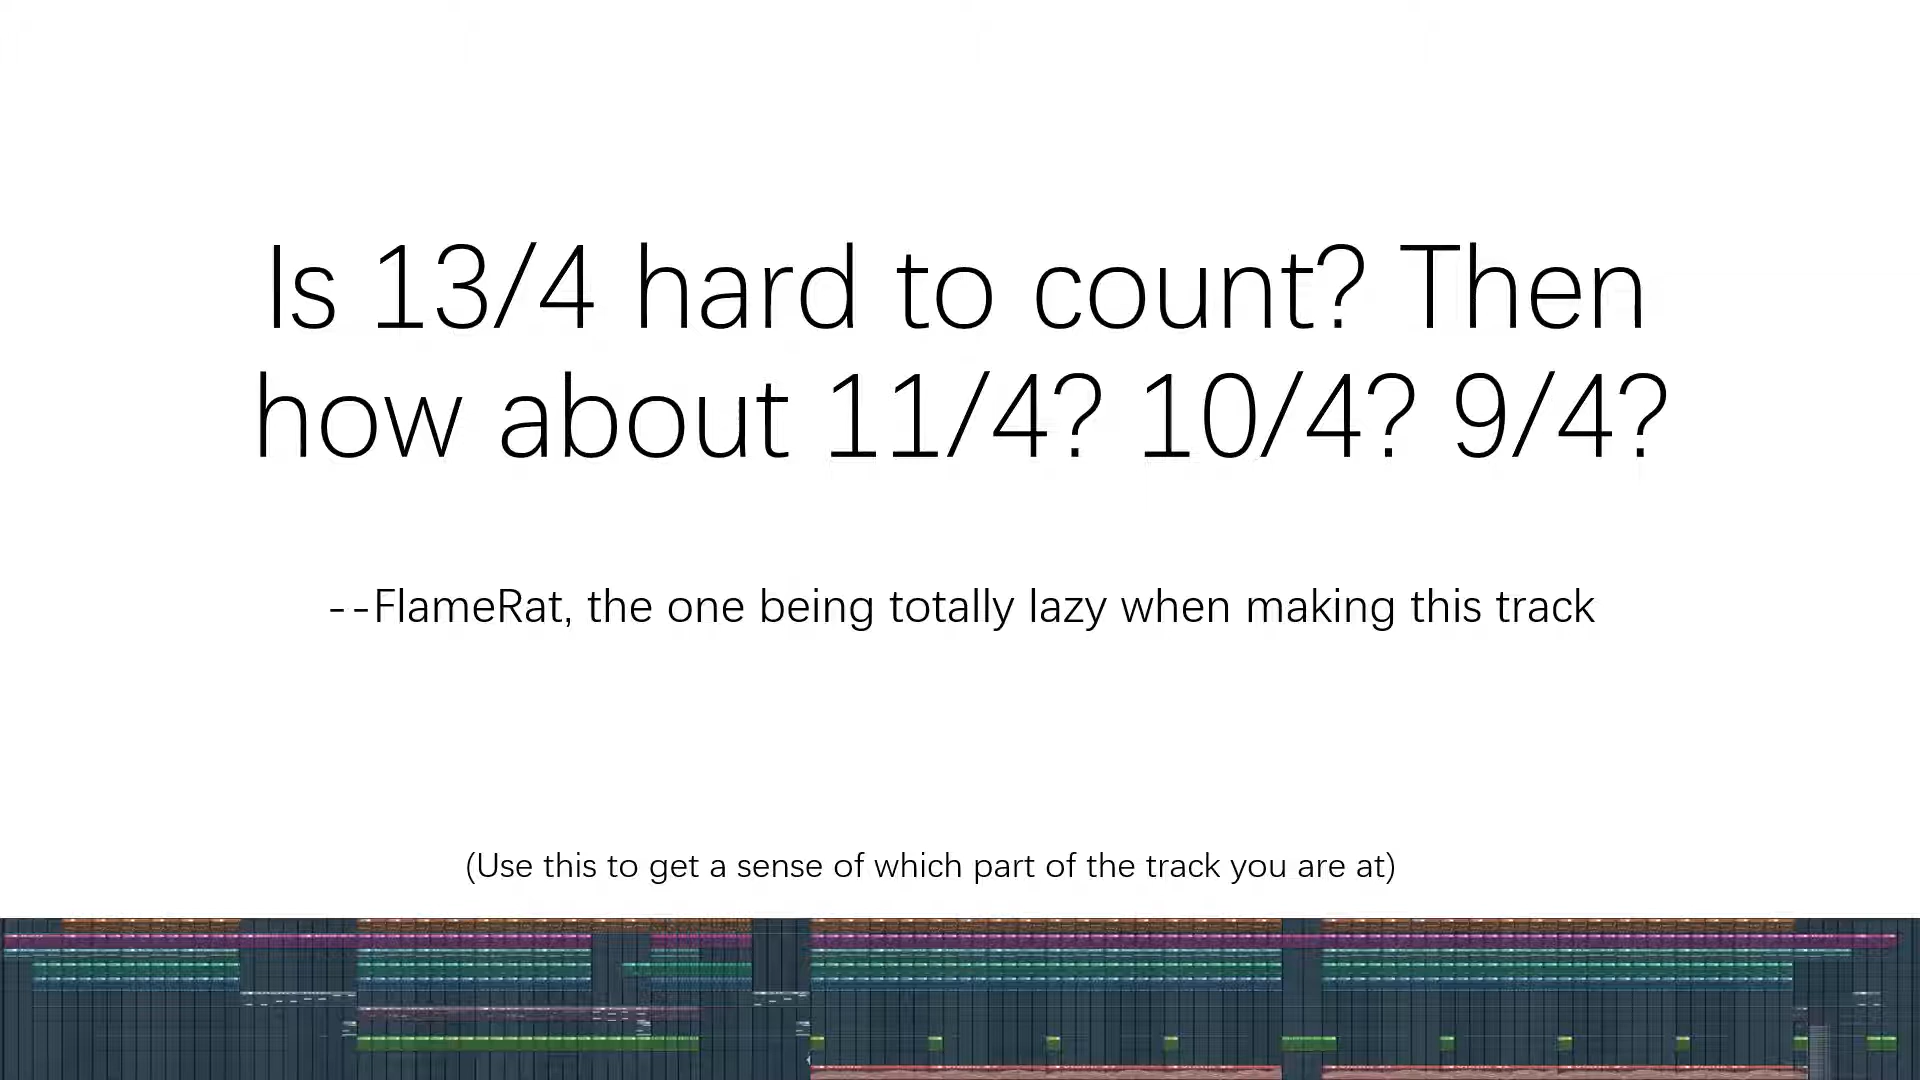 Is 13/4 hard to count? Then
how about 11/4? 10/4? 9/4?
--FlameRat, the one being totally lazy when making this track
(Use this to get a sense of which part of the track you are at)